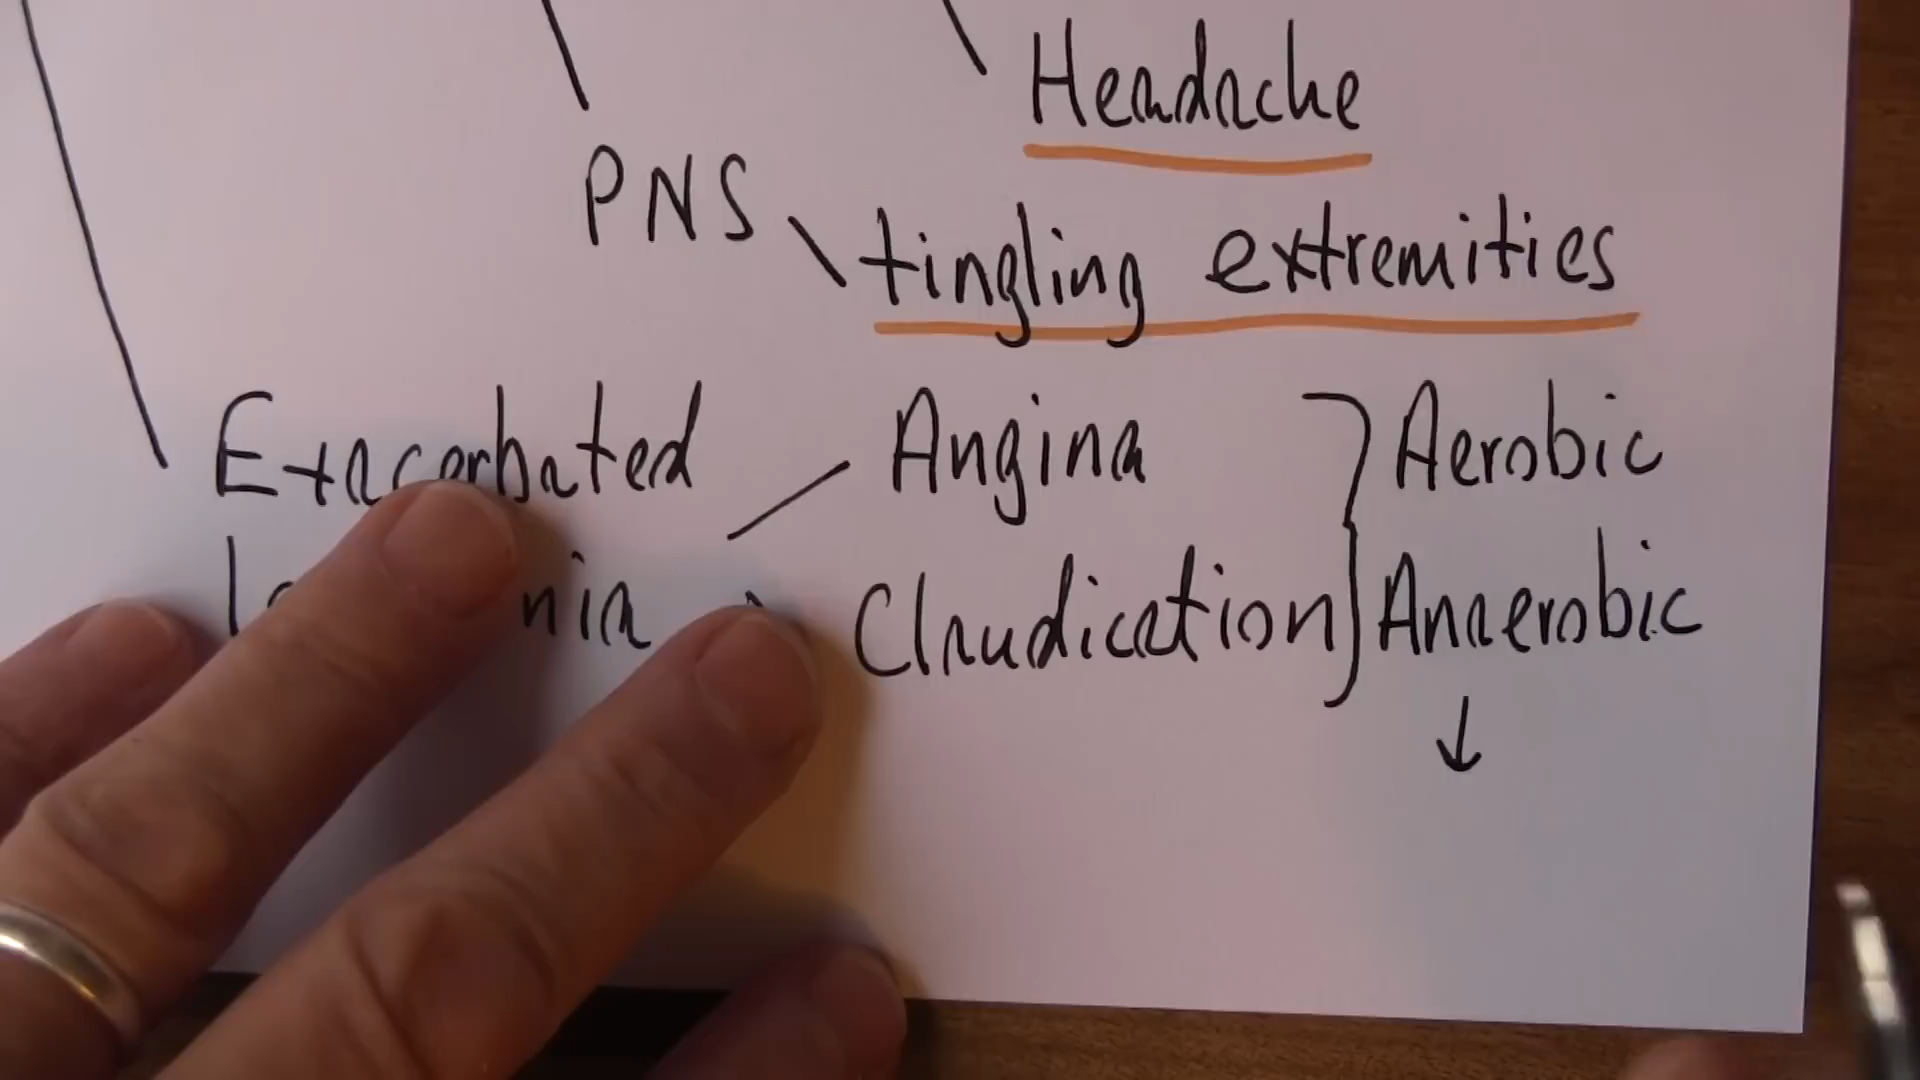 Headache
PNS
tingling extremities
Exacerbated
Angina
Aerobic
Claudication
Anaerobic